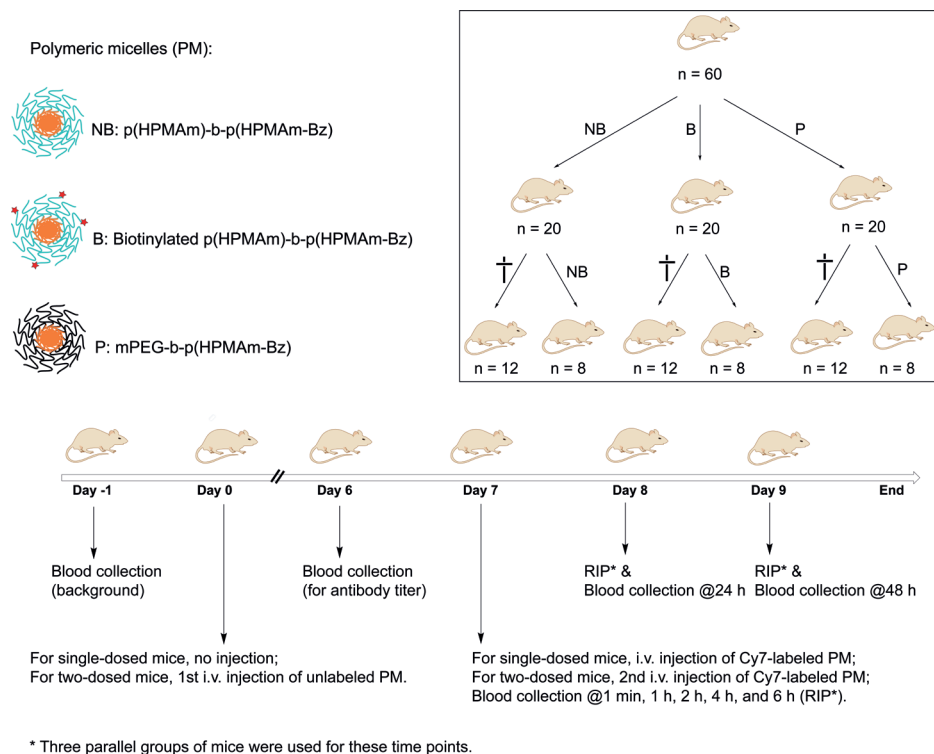 Polymeric micelles (PM):
NB: p(HPMAm)-b-p(HPMAm-Bz)
B: Biotinylated p(HPMAm)-b-p(HPMAm-Bz)
P: mPEG-b-p(HPMAm-Bz)
n = 60
NB
B
P
n = 20
n = 20
n = 20
†
NB
†
B
†
P
n = 12
n = 8
n = 12
n = 8
n = 12
n = 8
Day -1
Day 0
Day 6
Day 7
Day 8
Day 9
End
Blood collection
(background)
Blood collection
(for antibody titer)
RIP* &
Blood collection @24 h
RIP* &
Blood collection @48 h
For single-dosed mice, no injection;
For two-dosed mice, 1st i.v. injection of unlabeled PM.
For single-dosed mice, i.v. injection of Cy7-labeled PM;
For two-dosed mice, 2nd i.v. injection of Cy7-labeled PM;
Blood collection @1 min, 1 h, 2 h, 4 h, and 6 h (RIP*).
* Three parallel groups of mice were used for these time points.